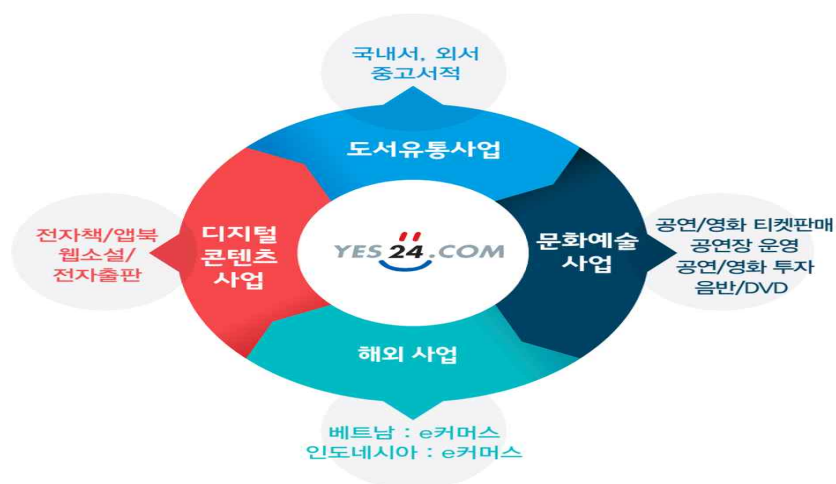 국내서, 외서
중고서적
도서유통사업
전자책/앱북
웹소설/
전자출판
디지털
콘텐츠
사업
YES24.COM
문화예술
사업
공연/영화 티켓판매
공연장 운영
공연/영화 투자
음반/DVD
해외 사업
베트남 : e커머스
인도네시아 : e커머스